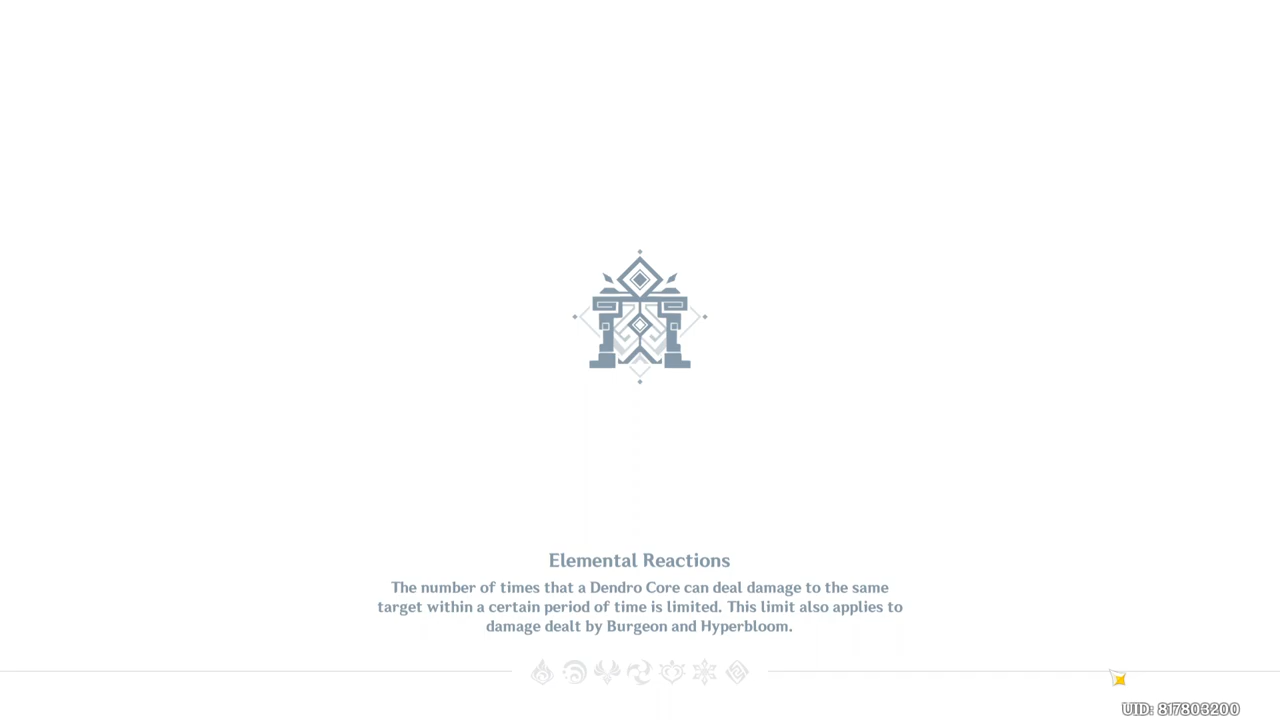 Elemental Reactions
The number of times that a Dendro Core can deal damage to the same
target within a certain period of time is limited. This limit also applies to
damage dealt by Burgeon and Hyperbloom.
UID: 817803200